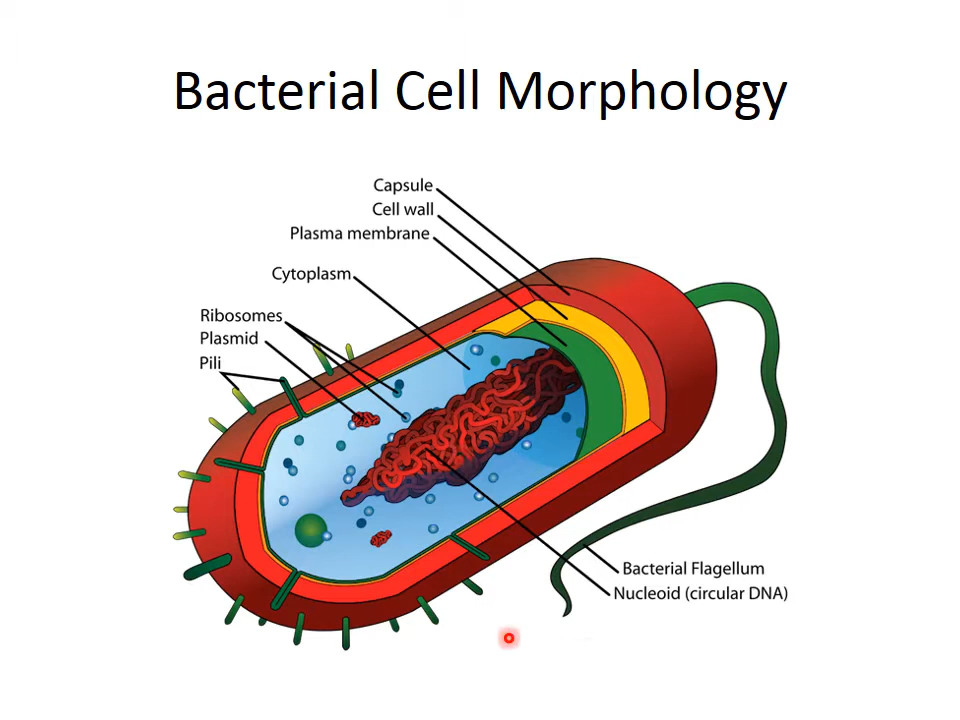 Bacterial Cell Morphology
Capsule
Cell wall
Plasma membrane
Cytoplasm
Ribosomes
Plasmid
Pili
Bacterial Flagellum
Nucleoid (circular DNA)